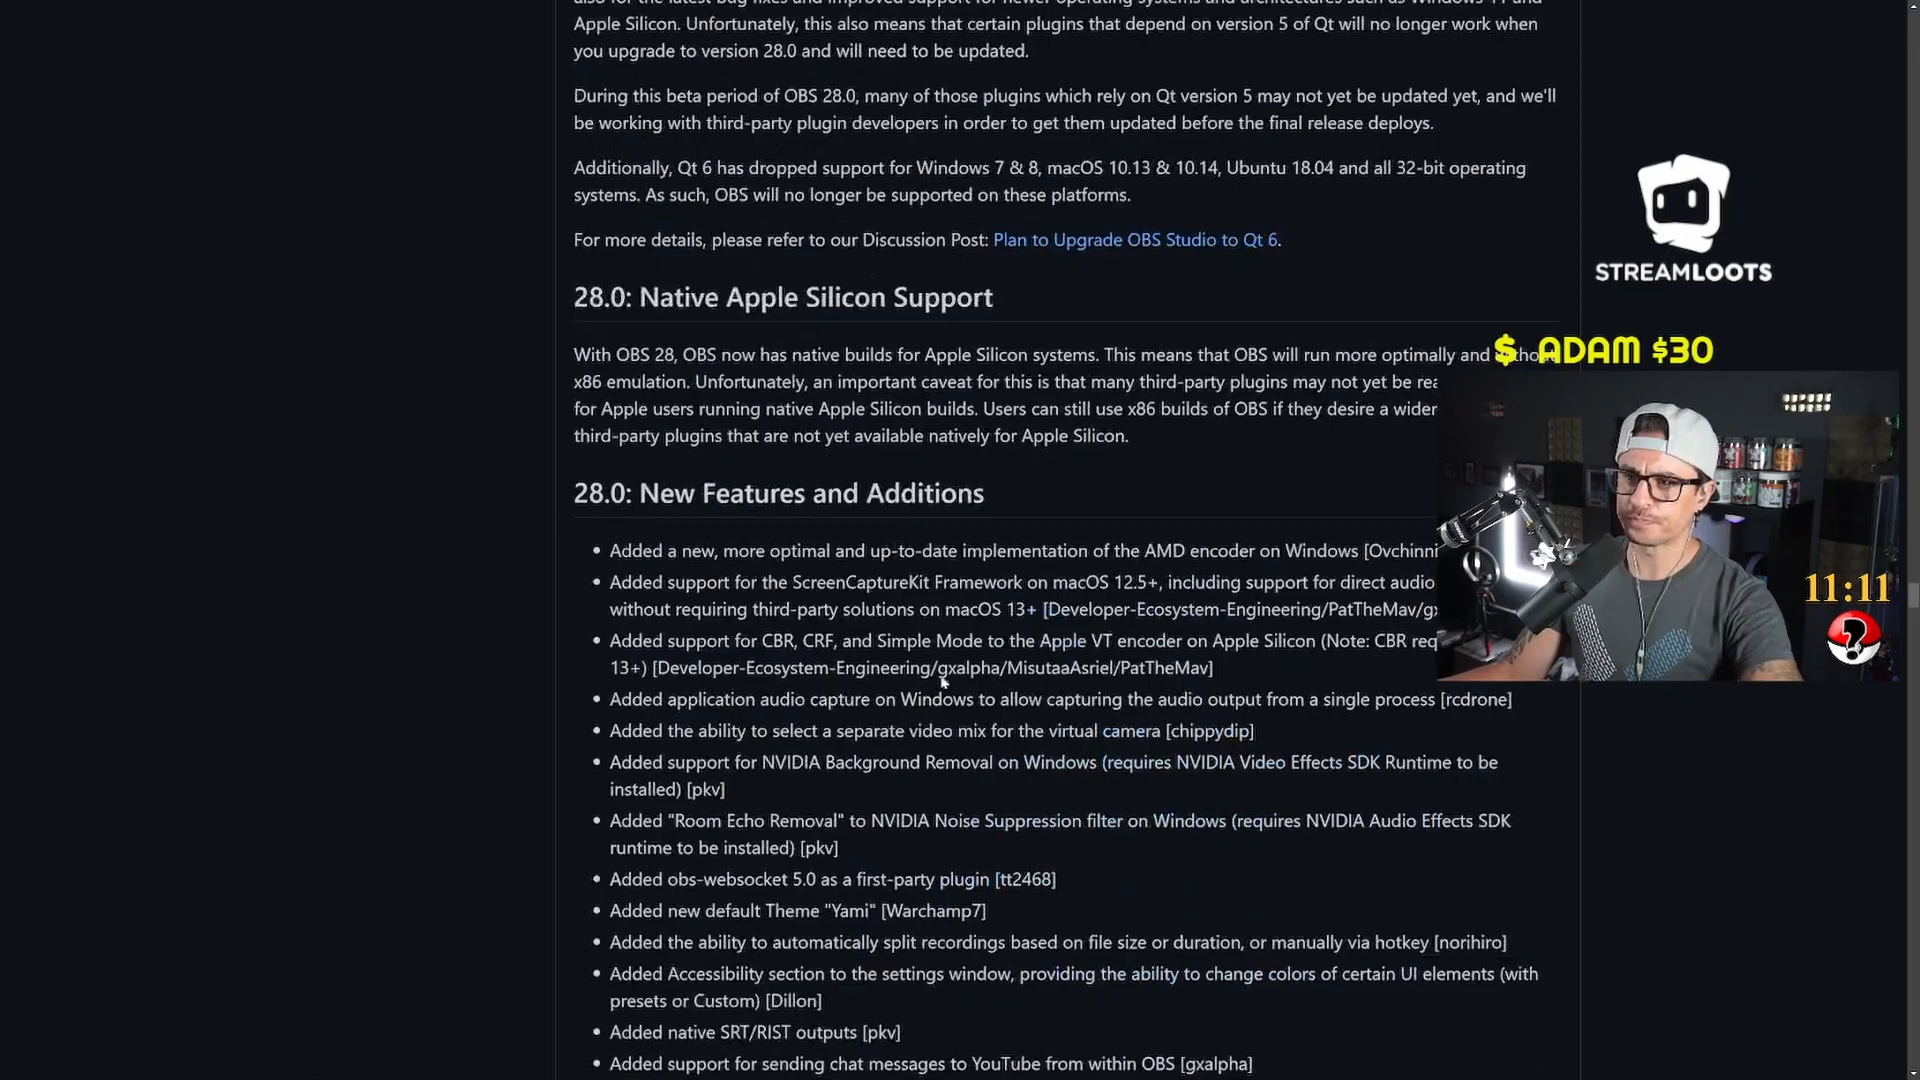 Apple Silicon. Unfortunately, this also means that certain plugins that depend on version 5 of Qt will no longer work when
you upgrade to version 28.0 and will need to be updated.
During this beta period of OBS 28.0, many of those plugins which rely on Qt version 5 may not yet be updated yet, and we'll
be working with third-party plugin developers in order to get them updated before the final release deploys.
Additionally, Qt 6 has dropped support for Windows 7 & 8, macOS 10.13 & 10.14, Ubuntu 18.04 and all 32-bit operating
systems. As such, OBS will no longer be supported on these platforms.
For more details, please refer to our Discussion Post: Plan to Upgrade OBS Studio to Qt 6.
28.0: Native Apple Silicon Support
With OBS 28, OBS now has native builds for Apple Silicon systems. This means that OBS will run more optimally and
x86 emulation. Unfortunately, an important caveat for this is that many third-party plugins may not yet be
for Apple users running native Apple Silicon builds. Users can still use x86 builds of OBS if they desire a wider
third-party plugins that are not yet available natively for Apple Silicon.
28.0: New Features and Additions
• Added a new, more optimal and up-to-date implementation of the AMD encoder on Windows
• Added support for the ScreenCaptureKit Framework on macOS 12.5+, including support for direct audio
without requiring third-party solutions on macOS 13+ [Developer-Ecosystem-Engineering/PatTheMav/
• Added support for CBR, CRF, and Simple Mode to the Apple VT encoder on Apple Silicon (Note: CBR
13+) [Developer-Ecosystem-Engineering/gxalpha/MisutaaAsriel/PatTheMav]
• Added application audio capture on Windows to allow capturing the audio output from a single process [rcdrone]
• Added the ability to select a separate video mix for the virtual camera [chippydip]
• Added support for NVIDIA Background Removal on Windows (requires NVIDIA Video Effects SDK Runtime to be
installed) [pkv]
• Added "Room Echo Removal" to NVIDIA Noise Suppression filter on Windows (requires NVIDIA Audio Effects SDK
runtime to be installed) [pkv]
• Added obs-websocket 5.0 as a first-party plugin [tt2468]
• Added new default Theme "Yami" [Warchamp7]
• Added the ability to automatically split recordings based on file size or duration, or manually via hotkey [norihiro]
• Added Accessibility section to the settings window, providing the ability to change colors of certain UI elements (with
presets or Custom) [Dillon]
• Added native SRT/RIST outputs [pkv]
• Added support for sending chat messages to YouTube from within OBS [gxalpha]
STREAMLOOTS
$ ADAM $30
11:11
?